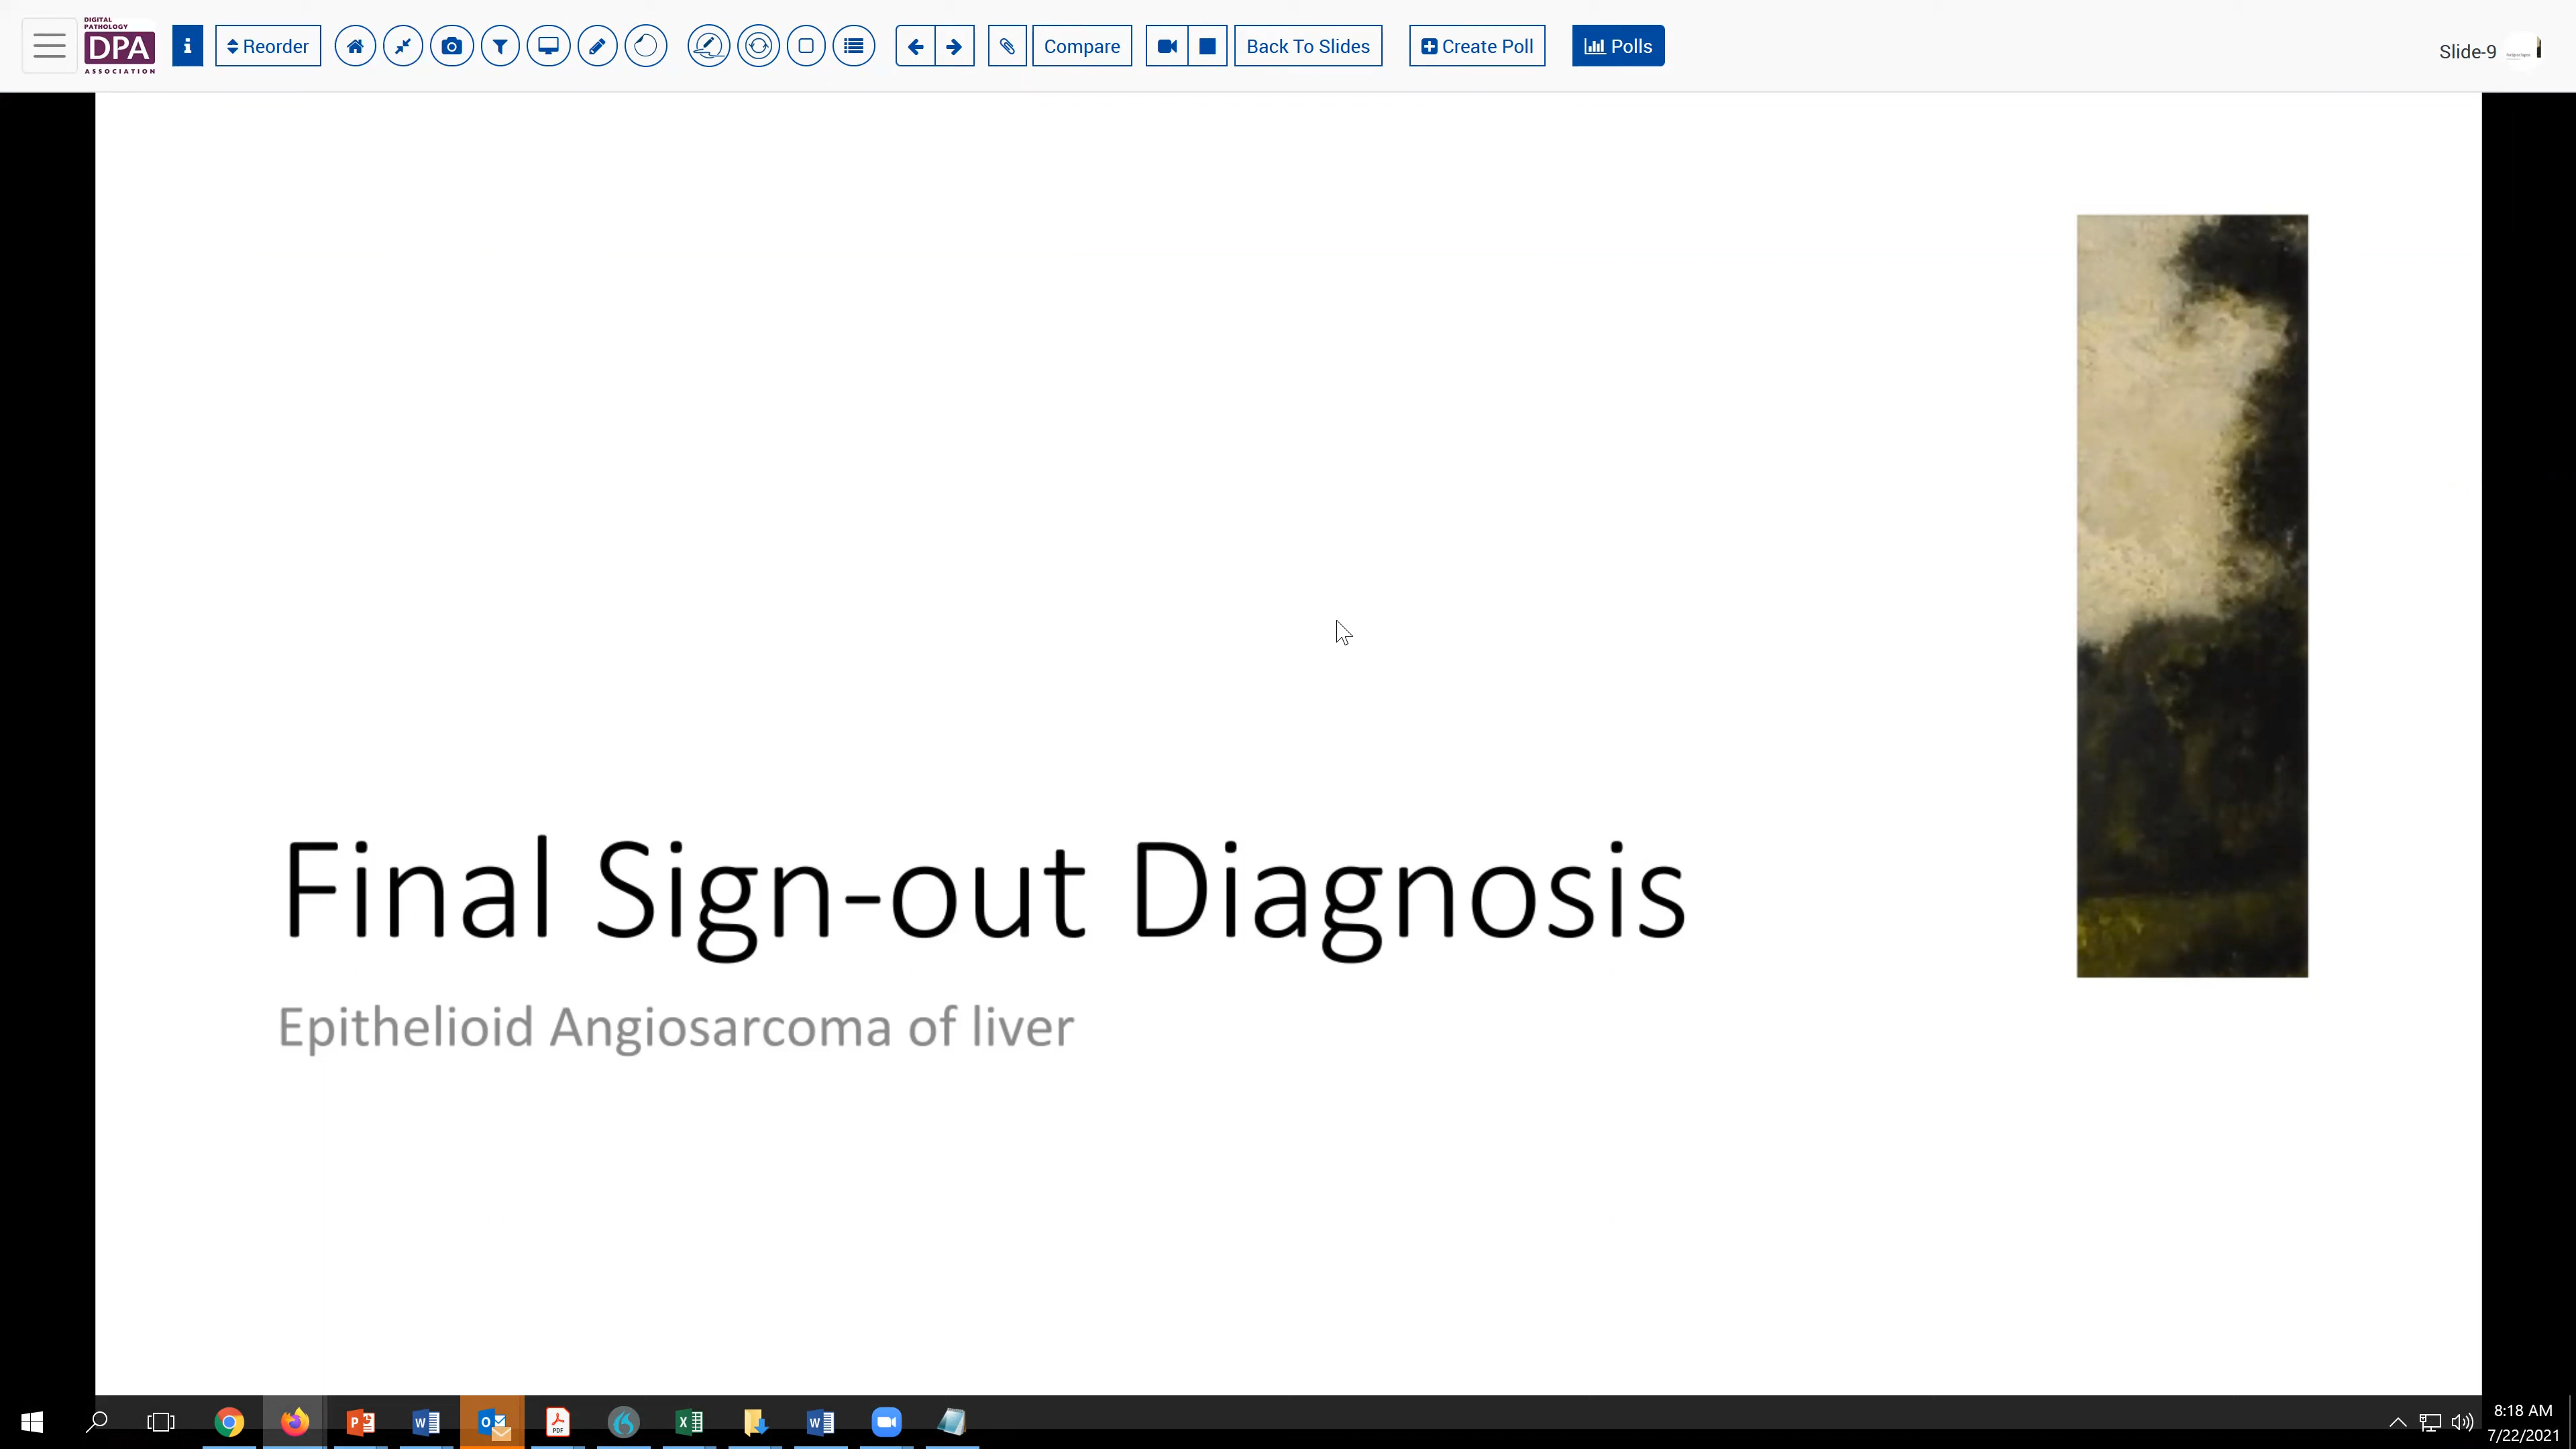 DIGITAL
PATHOLOGY
DPA
ASSOCIATION
i
Reorder
Compare
Back To Slides
Create Poll
Polls
Slide-9
Final Sign-out Diagnosis
Epithelioid Angiosarcoma of liver
8:18 AM
7/22/2021